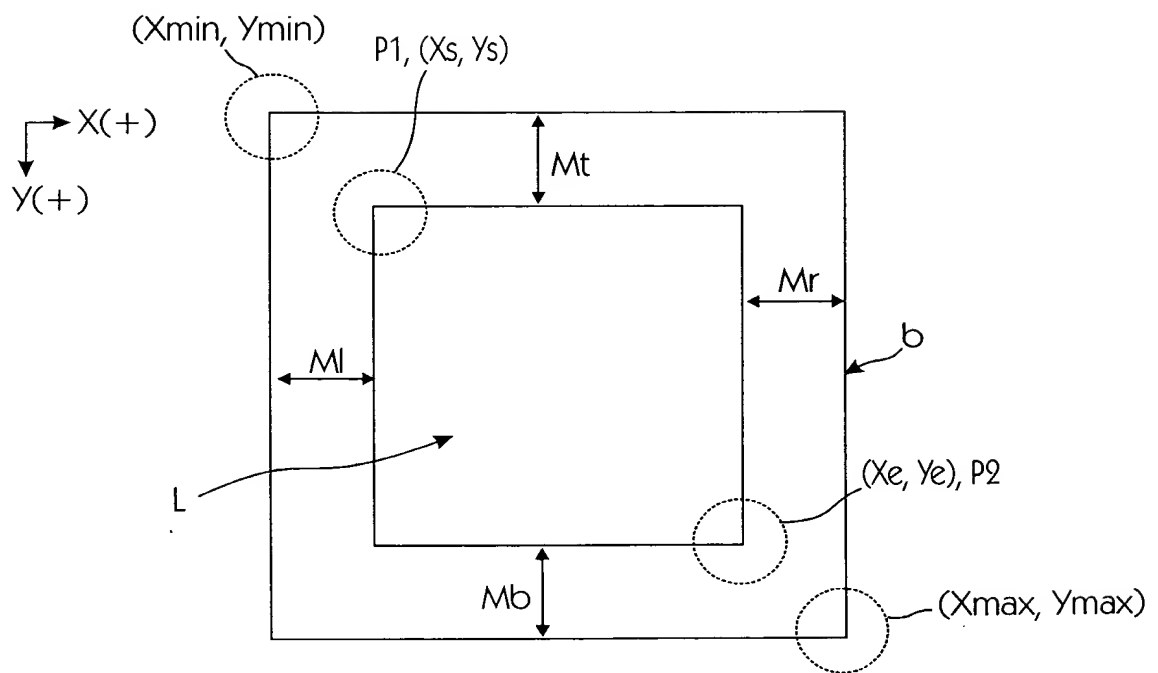 (Xmin, Ymin)
P1, (Xs, Ys)
X(+)
Y(+)
Mt
Mr
b
Ml
L
(Xe, Ye), P2
Mb
(Xmax, Ymax)